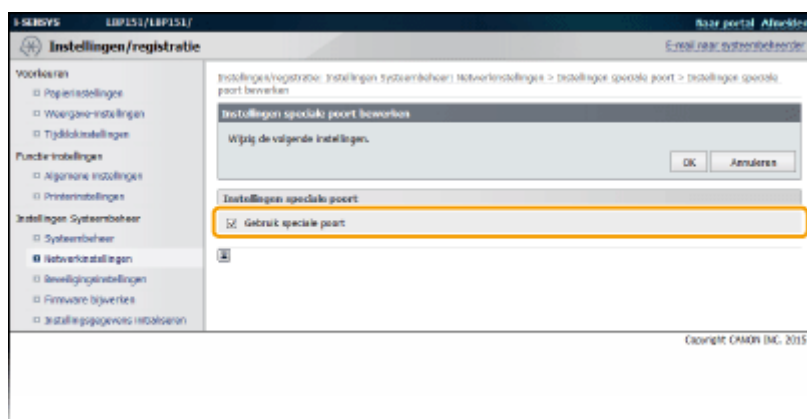 i-SENSYS LBP151/LBP151/
Naar portal Afmelden
Instellingen/registratie
E-mail naar systeembeheerder
Voorkeuren
Papierinstellingen
Weergave-instellingen
Tijdklokinstellingen
Functie-instellingen
Algemene instellingen
Printerinstellingen
Instellingen Systeembeheer
Systeembeheer
Netwerkinstellingen
Beveiligingsinstellingen
Firmware bijwerken
Instellingsgegevens initialiseren
Instellingen/registratie: Instellingen Systeembeheer: Netwerkinstellingen > Instellingen speciale poort > Instellingen speciale
poort bewerken
Instellingen speciale poort bewerken
Wijzig de volgende instellingen.
OK Annuleren
Instellingen speciale poort
Gebruik speciale poort
Copyright CANON INC. 2015